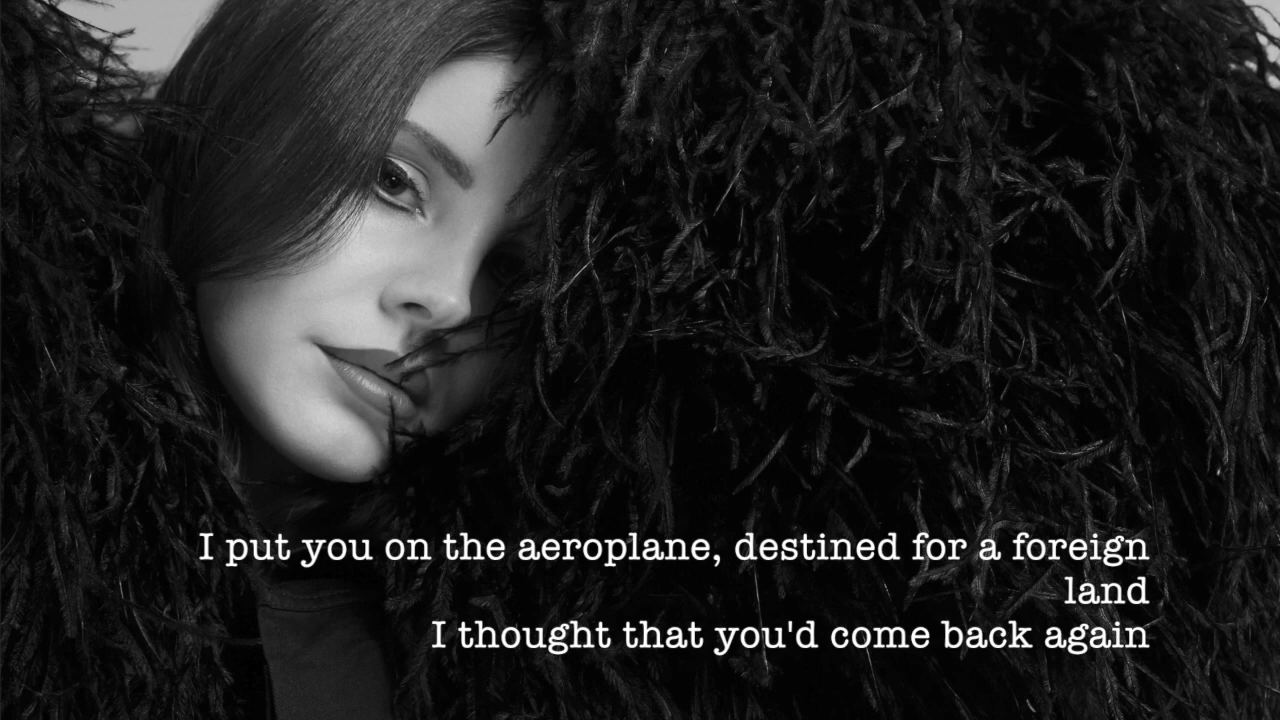 I put you on the aeroplane, destined for a foreign
land
I thought that you'd come back again